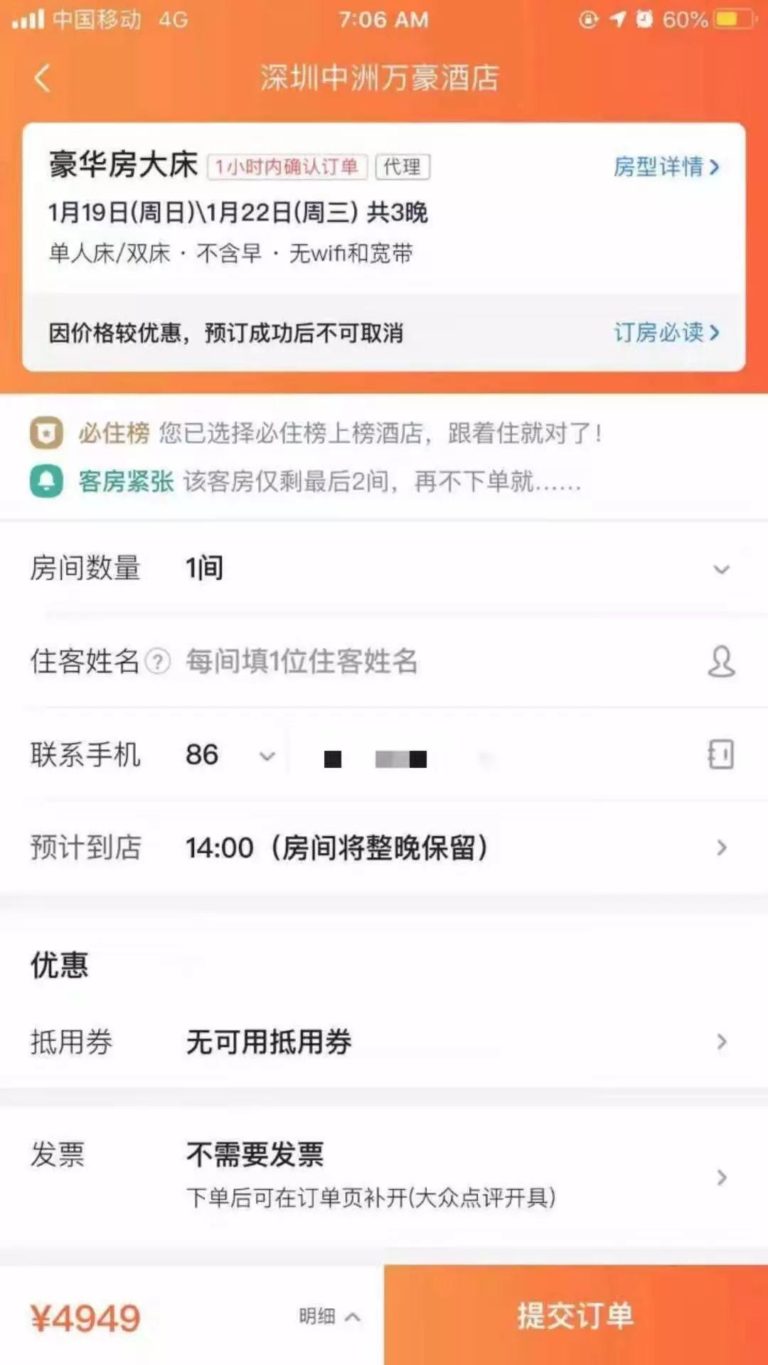 中国移动 4G 7:06 AM 60%
深圳中洲万豪酒店
豪华房大床 1小时内确认订单 代理 房型详情
1月19日(周日)\1月22日(周三) 共3晚
单人床/双床 · 不含早 · 无wifi和宽带
因价格较优惠，预订成功后不可取消 订房必读
必住榜 您已选择必住榜上榜酒店，跟着住就对了！
客房紧张 该客房仅剩最后2间，再不下单就……
房间数量 1间
住客姓名 ? 每间填1位住客姓名
联系手机 86
预计到店 14:00（房间将整晚保留）
优惠
抵用券 无可用抵用券
发票 不需要发票
下单后可在订单页补开(大众点评开具)
¥4949 明细 提交订单